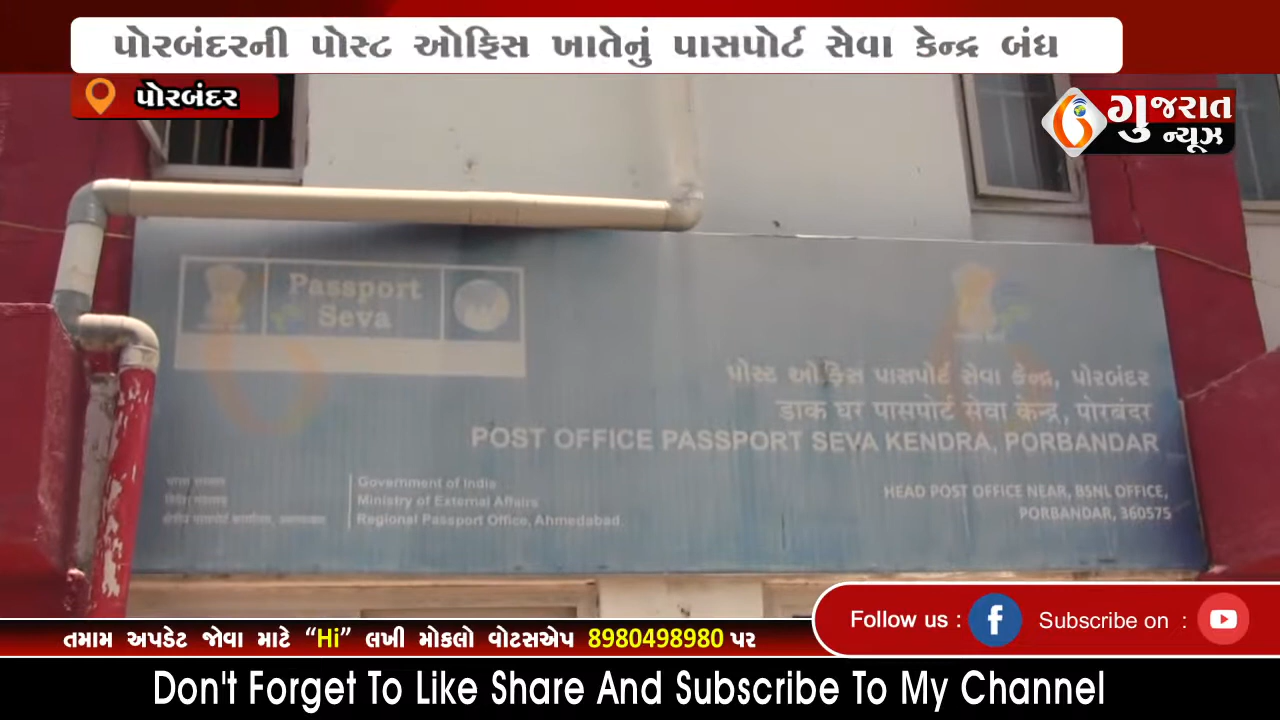 પોરબંદરની પોસ્ટ ઓફિસ ખાતેનું પાસપોર્ટ સેવા કેન્દ્ર બંધ
પોરબંદર
ગુજરાત
ન્યૂઝ
Passport
Seva
પોસ્ટ ઓફિસ પાસપોર્ટ સેવા કેન્દ્ર, પોરબંદર
डाक घर पासपोर्ट सेवा केन्द्र, पोरबंदर
POST OFFICE PASSPORT SEVA KENDRA, PORBANDAR
Government of India
Ministry of External Affairs
Regional Passport Office, Ahmedabad
HEAD POST OFFICE NEAR, BSNL OFFICE,
PORBANDAR, 360575
Follow us : Subscribe on :
તમામ અપડેટ જોવા માટે “Hi” લખી મોકલો વોટસએપ 8980498980 પર
Don't Forget To Like Share And Subscribe To My Channel